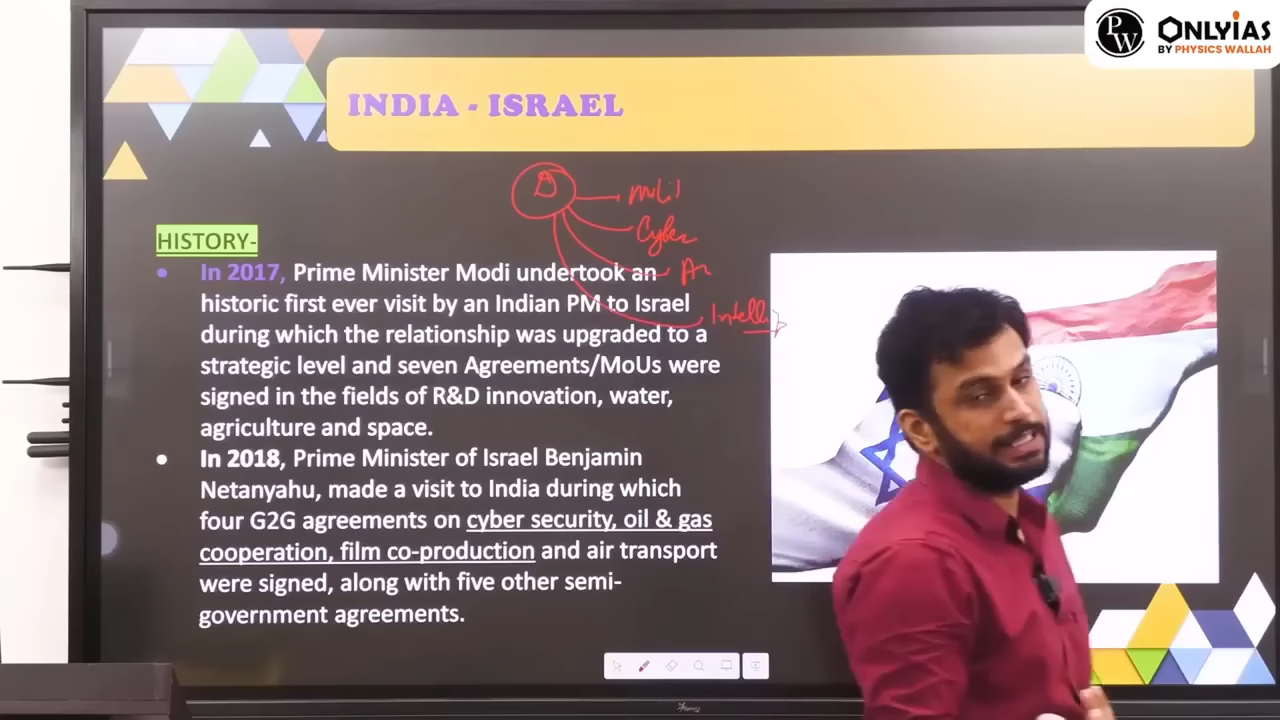 PW
ONLYIAS
BY PHYSICS WALLAH
INDIA - ISRAEL
Cyber
HISTORY-
• In 2017, Prime Minister Modi undertook an
historic first ever visit by an Indian PM to Israel
during which the relationship was upgraded to a
strategic level and seven Agreements/MoUs were
signed in the fields of R&D innovation, water,
agriculture and space.
• In 2018, Prime Minister of Israel Benjamin
Netanyahu, made a visit to India during which
four G2G agreements on cyber security, oil & gas
cooperation, film co-production and air transport
were signed, along with five other semi-
government agreements.